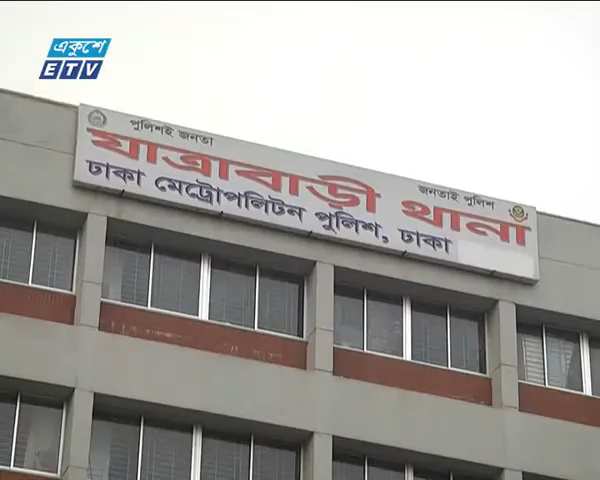 একুশে
ETV
পুলিশই জনতা
জনতাই পুলিশ
যাত্রাবাড়ী থানা
ঢাকা মেট্রোপলিটন পুলিশ, ঢাকা